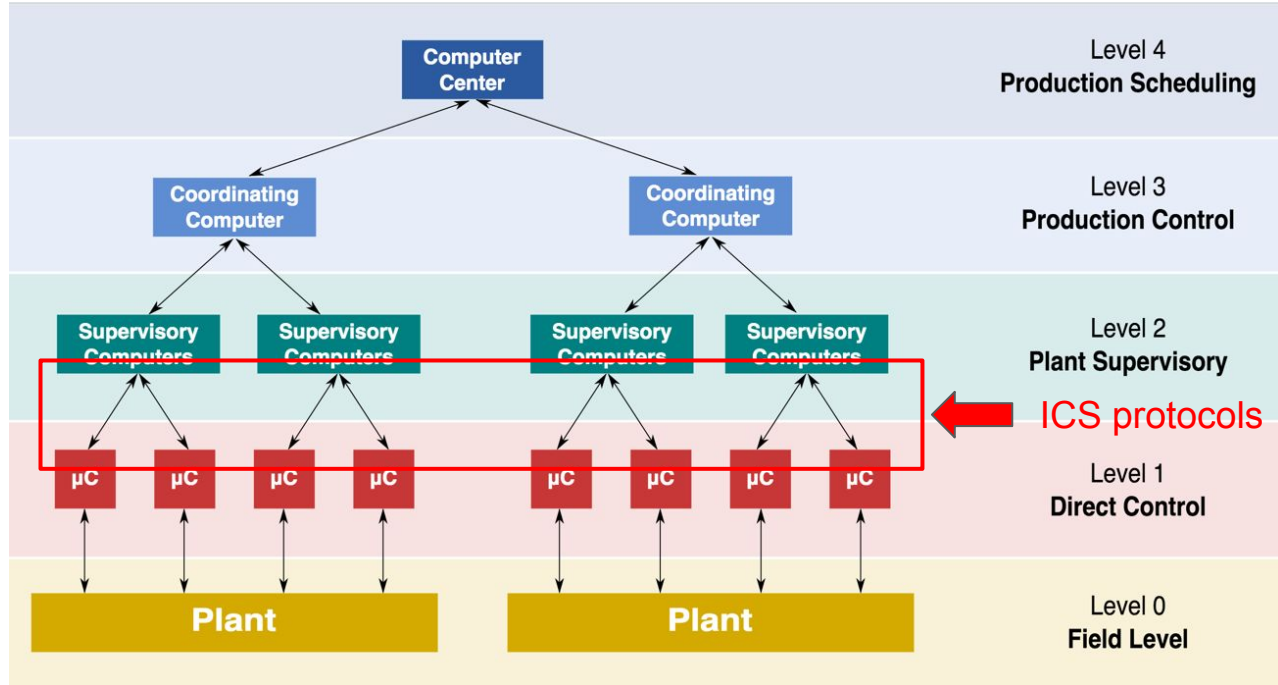 Computer
Center
Level 4
Production Scheduling
Coordinating
Computer
Coordinating
Computer
Level 3
Production Control
Supervisory
Computers
Supervisory
Computers
Supervisory
Computers
Supervisory
Computers
Level 2
Plant Supervisory
ICS protocols
µC
µC
µC
µC
µC
µC
µC
µC
Level 1
Direct Control
Plant
Plant
Level 0
Field Level